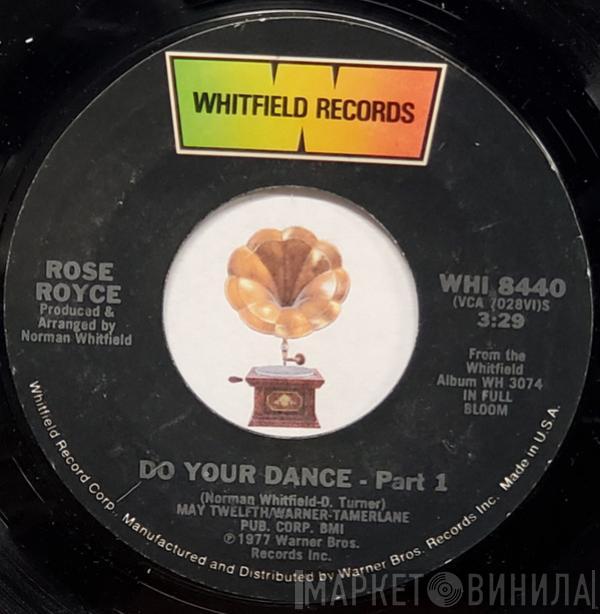 WHITFIELD RECORDS
ROSE
ROYCE
Produced &
Arranged by
Norman Whitfield
WHI 8440
(VCA 7028VI)S
3:29
From the
Whitfield
Album WH 3074
IN FULL
BLOOM
DO YOUR DANCE - Part 1
(Norman Whitfield-D. Turner)
MAY TWELFTH/WARNER-TAMERLANE
PUB. CORP. BMI
℗ 1977 Warner Bros.
Records Inc.
Whitfield Record Corp., Manufactured and Distributed by Warner Bros. Records Inc. Made in U.S.A.
МАРКЕТ ВИНИЛА